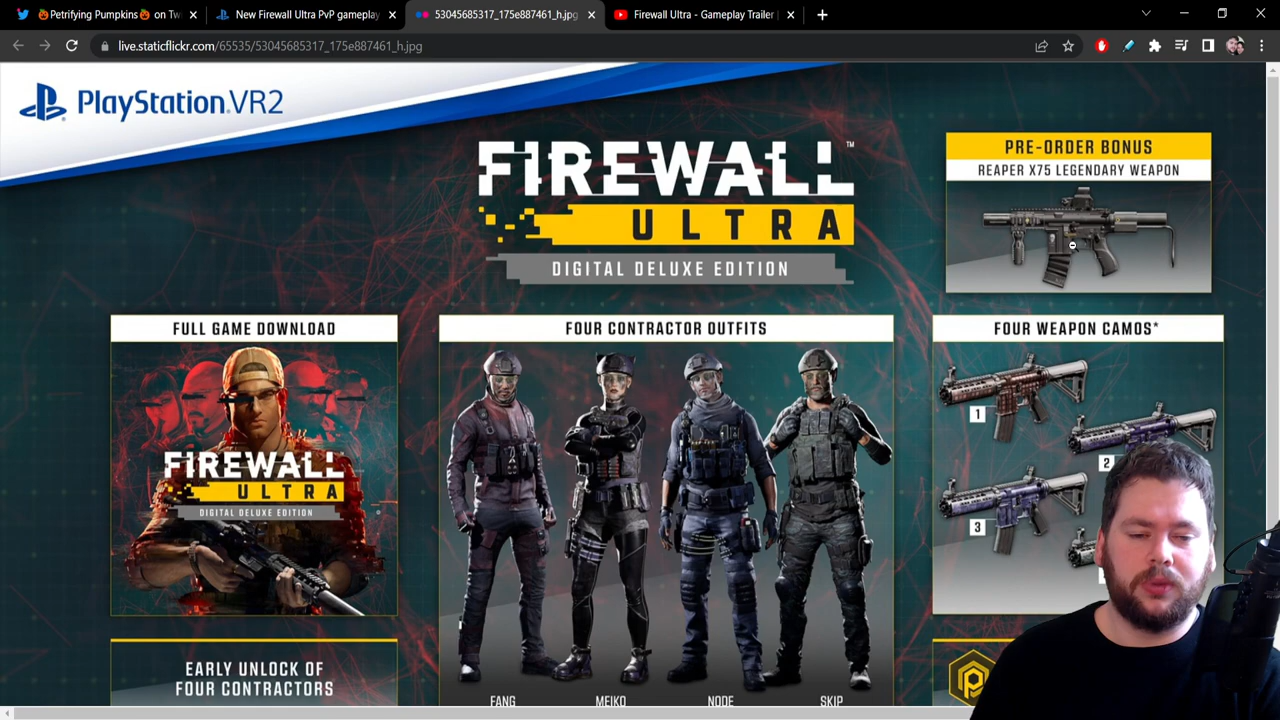 🎃Petrifying Pumpkins🎃 on Tw
New Firewall Ultra PvP gameplay
53045685317_175e887461_h.jpg
Firewall Ultra - Gameplay Trailer
live.staticflickr.com/65535/53045685317_175e887461_h.jpg
PlayStation.VR2
FIREWALL™
ULTRA
DIGITAL DELUXE EDITION
PRE-ORDER BONUS
REAPER X75 LEGENDARY WEAPON
FULL GAME DOWNLOAD
FIREWALL
ULTRA
DIGITAL DELUXE EDITION
FOUR CONTRACTOR OUTFITS
FOUR WEAPON CAMOS*
1
2
3
EARLY UNLOCK OF
FOUR CONTRACTORS
FANG
MEIKO
NODE
SKIP